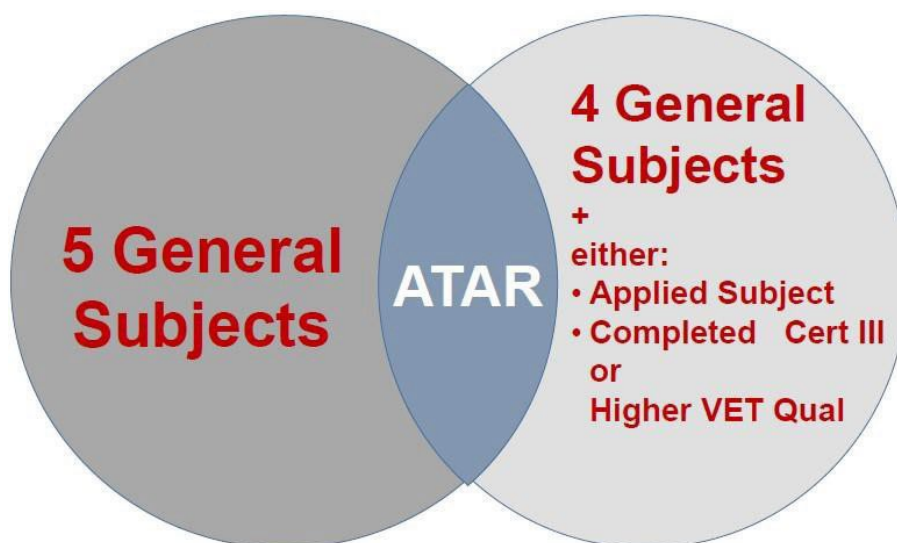 5 General
Subjects
ATAR
4 General
Subjects
+
either:
• Applied Subject
• Completed Cert III
or
Higher VET Qual